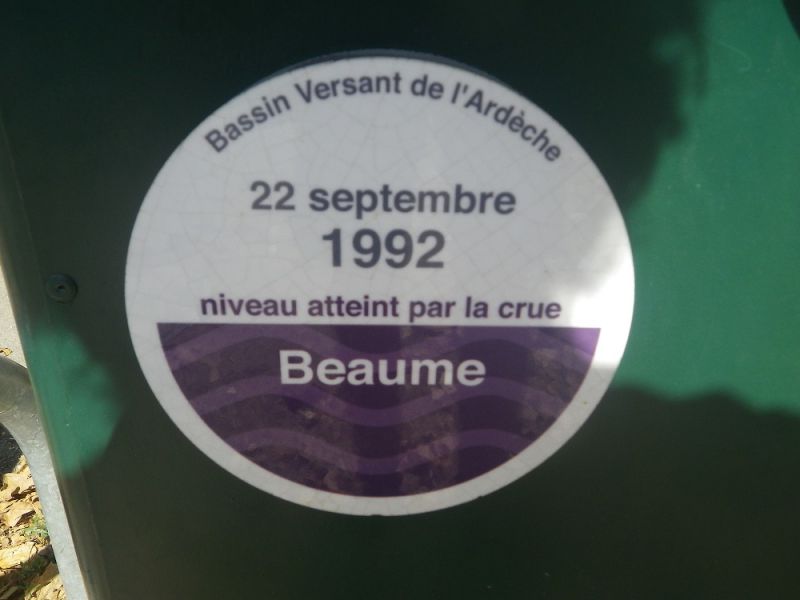 Bassin Versant de l'Ardèche
22 septembre
1992
niveau atteint par la crue
Beaume